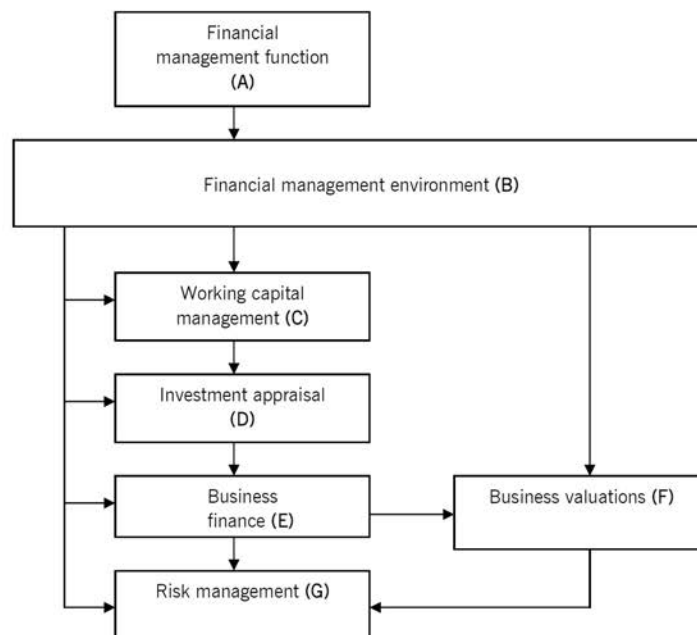 Financial
management function
(A)
Financial management environment (B)
Working capital
management (C)
Investment appraisal
(D)
Business
finance (E)
Business valuations (F)
Risk management (G)